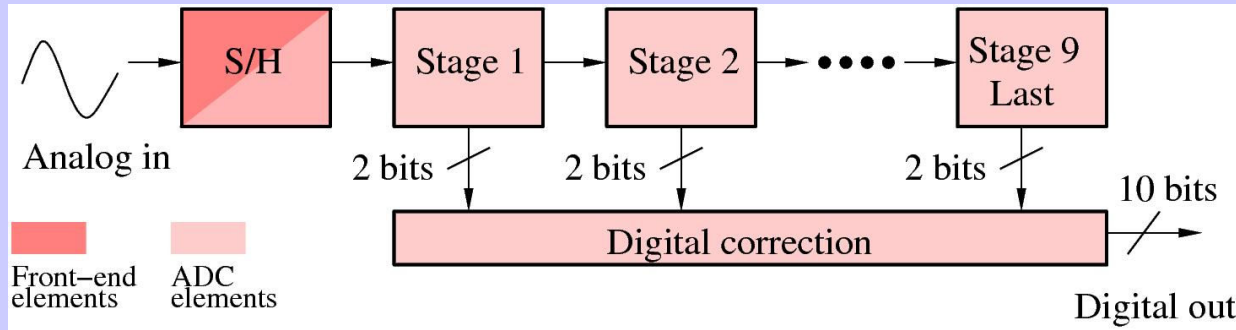 S/H
Stage 1
Stage 2
Stage 9
Last
Analog in
2 bits
2 bits
2 bits
10 bits
Digital correction
Front-end
elements
ADC
elements
Digital out